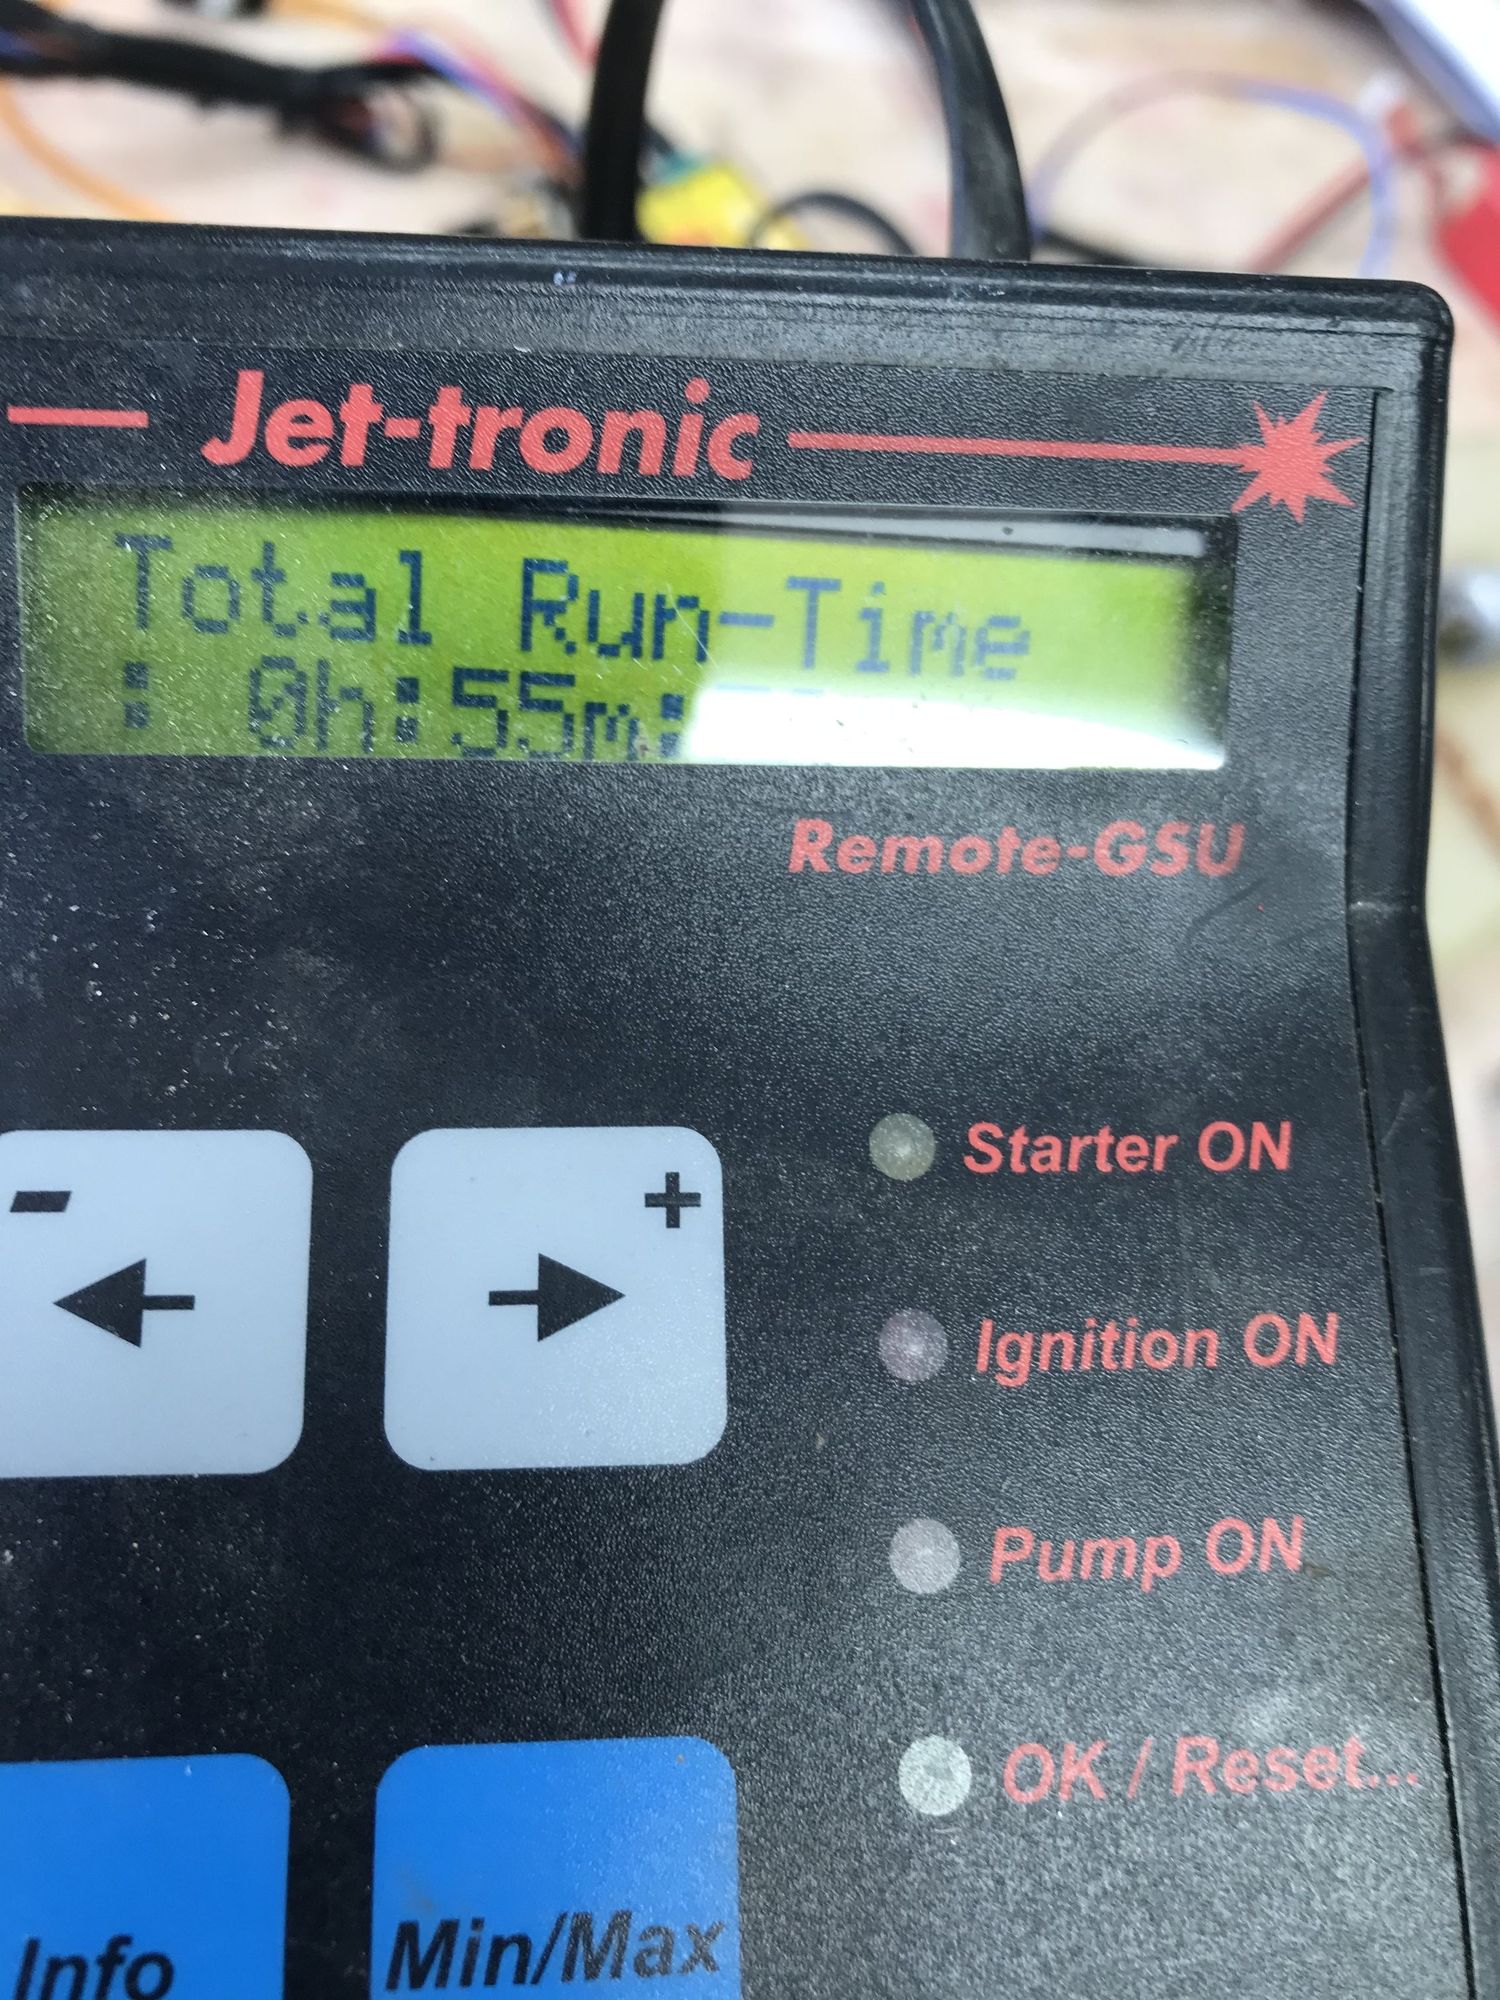 Jet-tronic
Total Run-Time
: 0h:55m:
Remote-GSU
Starter ON
- +
Ignition ON
Pump ON
OK / Reset...
Info
Min/Max